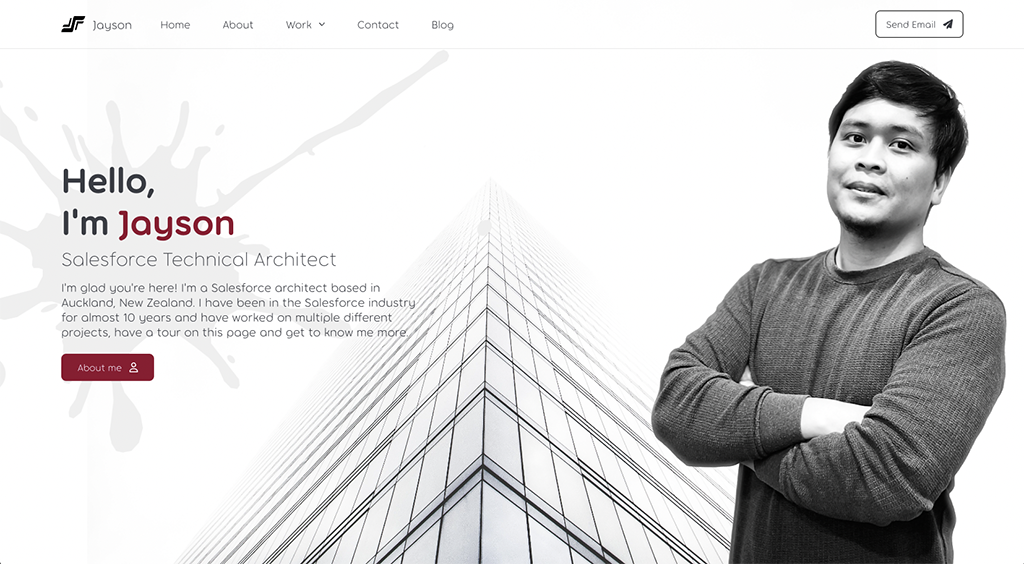 Jayson Home About Work Contact Blog Send Email
Hello,
I'm Jayson
Salesforce Technical Architect
I'm glad you're here! I'm a Salesforce architect based in
Auckland, New Zealand. I have been in the Salesforce industry
for almost 10 years and have worked on multiple different
projects, have a tour on this page and get to know me more.
About me